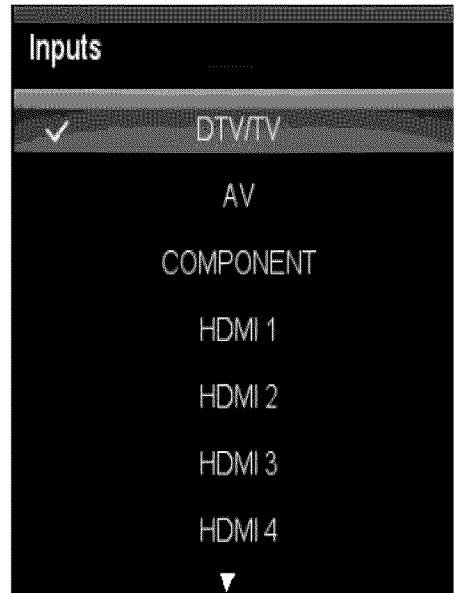 Inputs
DTV/TV
AV
COMPONENT
HDMI 1
HDMI 2
HDMI 3
HDMI 4